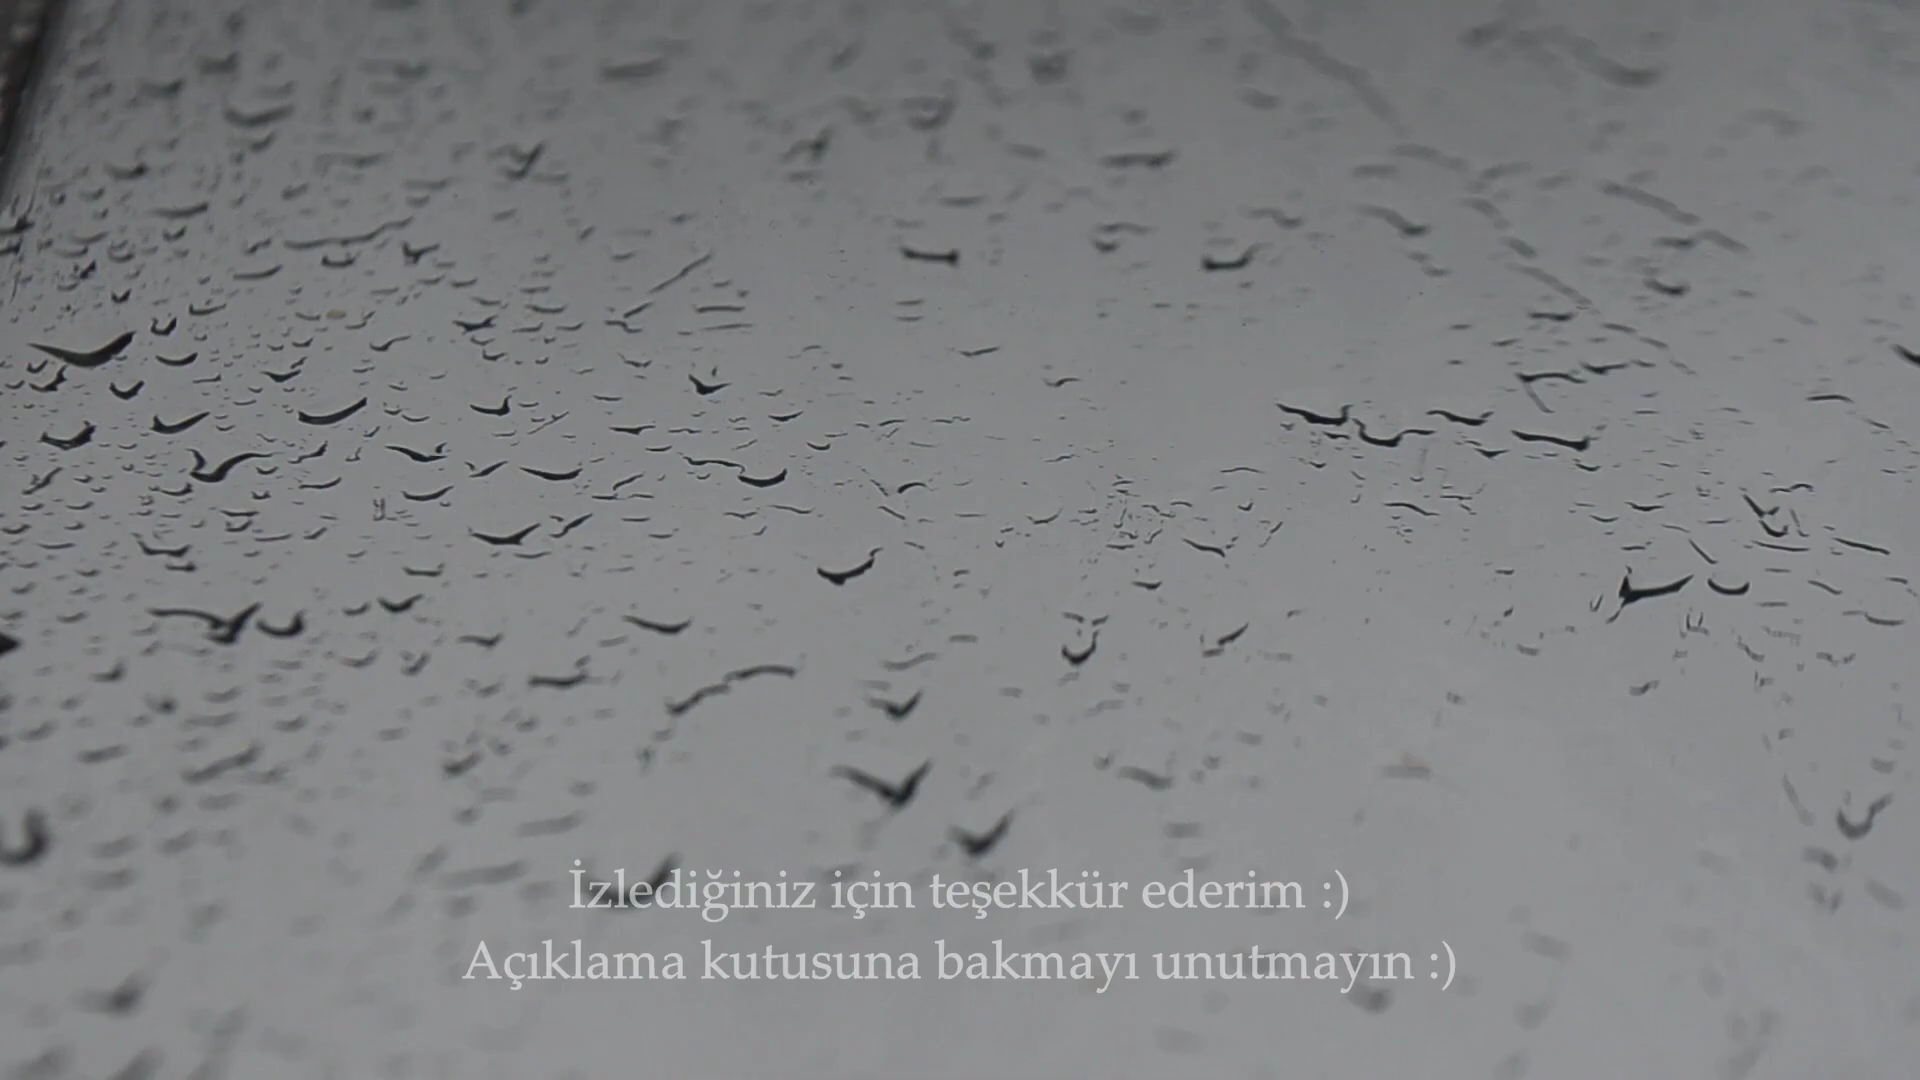 İzlediğiniz için teşekkür ederim :)
Açıklama kutusuna bakmayı unutmayın :)